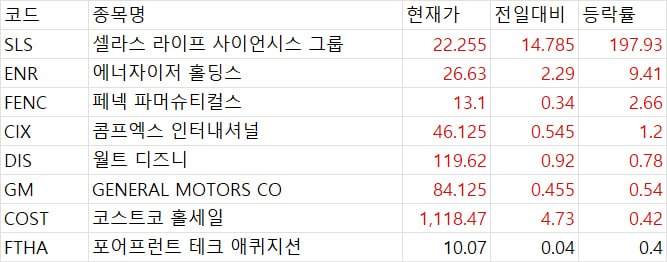 코드 종목명 현재가 전일대비 등락률
SLS 셀라스 라이프 사이언시스 그룹 22.255 14.785 197.93
ENR 에너자이저 홀딩스 26.63 2.29 9.41
FENC 페넥 파머슈티컬스 13.1 0.34 2.66
CIX 콤프엑스 인터내셔널 46.125 0.545 1.2
DIS 월트 디즈니 119.62 0.92 0.78
GM GENERAL MOTORS CO 84.125 0.455 0.54
COST 코스트코 홀세일 1,118.47 4.73 0.42
FTHA 포어프런트 테크 애퀴지션 10.07 0.04 0.4